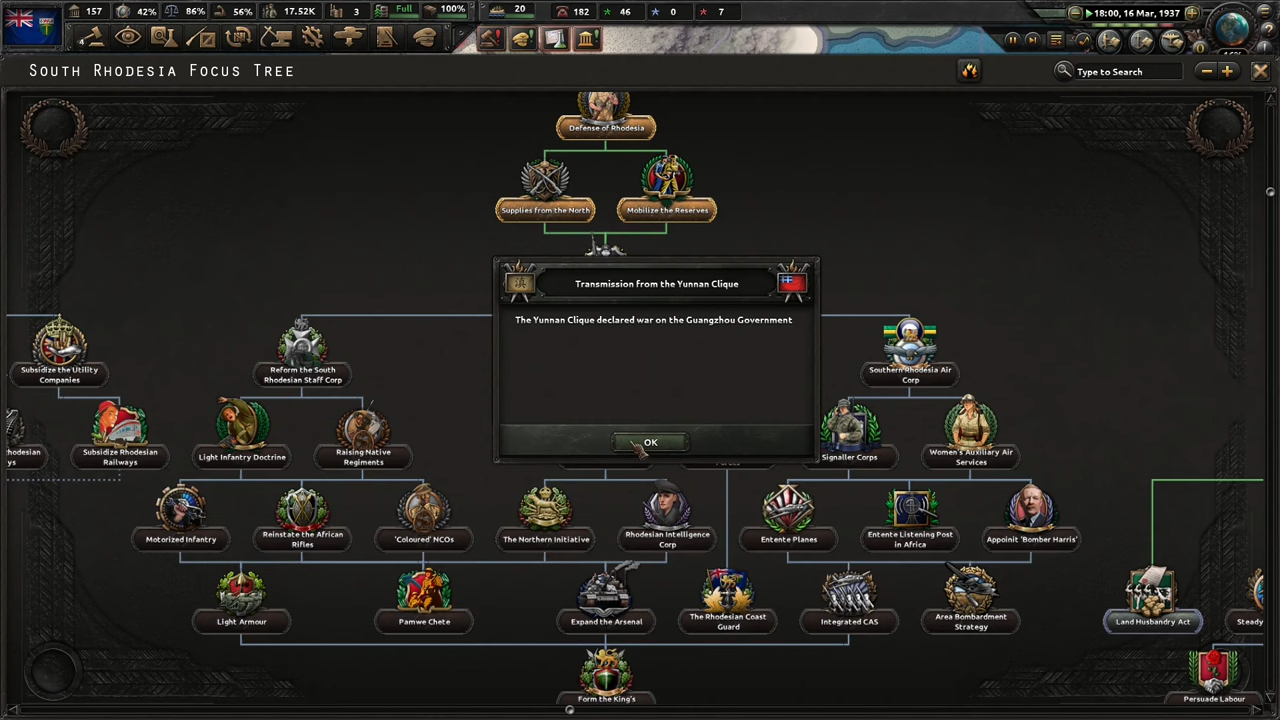 157
42%
86%
56%
17.52K
3
Full
100%
20
182
46
0
7
18:00, 16 Mar, 1937
SOUTH RHODESIA FOCUS TREE
Type to Search
Defense of Rhodesia
Supplies from the North
Mobilize the Reserves
Transmission from the Yunnan Clique
The Yunnan Clique declared war on the Guangzhou Government
OK
Subsidize the Utility
Companies
Reform the South
Rhodesian Staff Corp
Southern Rhodesia Air
Corp
Subsidize Rhodesian
Railways
Light Infantry Doctrine
Raising Native
Regiments
Signaller Corps
Women's Auxiliary Air
Services
Motorized Infantry
Reinstate the African
Rifles
'Coloured' NCOs
The Northern Initiative
Rhodesian Intelligence
Corp
Entente Planes
Entente Listening Post
in Africa
Appoinit 'Bomber Harris'
Light Armour
Pamwe Chete
Expand the Arsenal
The Rhodesian Coast
Guard
Integrated CAS
Area Bombardment
Strategy
Land Husbandry Act
Steady
Form the King's
Persuade Labour